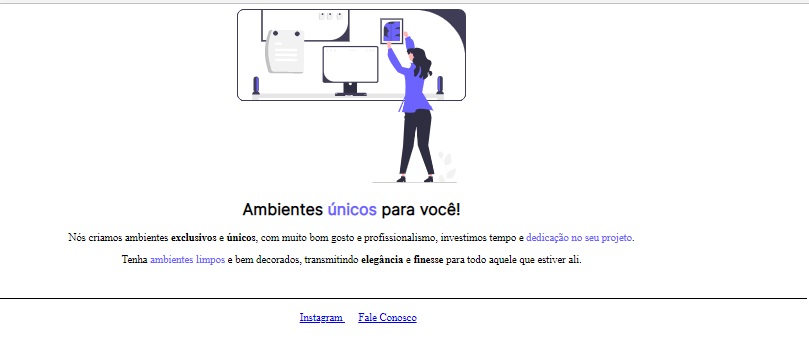 Ambientes únicos para você!
Nós criamos ambientes exclusivos e únicos, com muito bom gosto e profissionalismo, investimos tempo e dedicação no seu projeto.
Tenha ambientes limpos e bem decorados, transmitindo elegância e finesse para todo aquele que estiver ali.
Instagram Fale Conosco